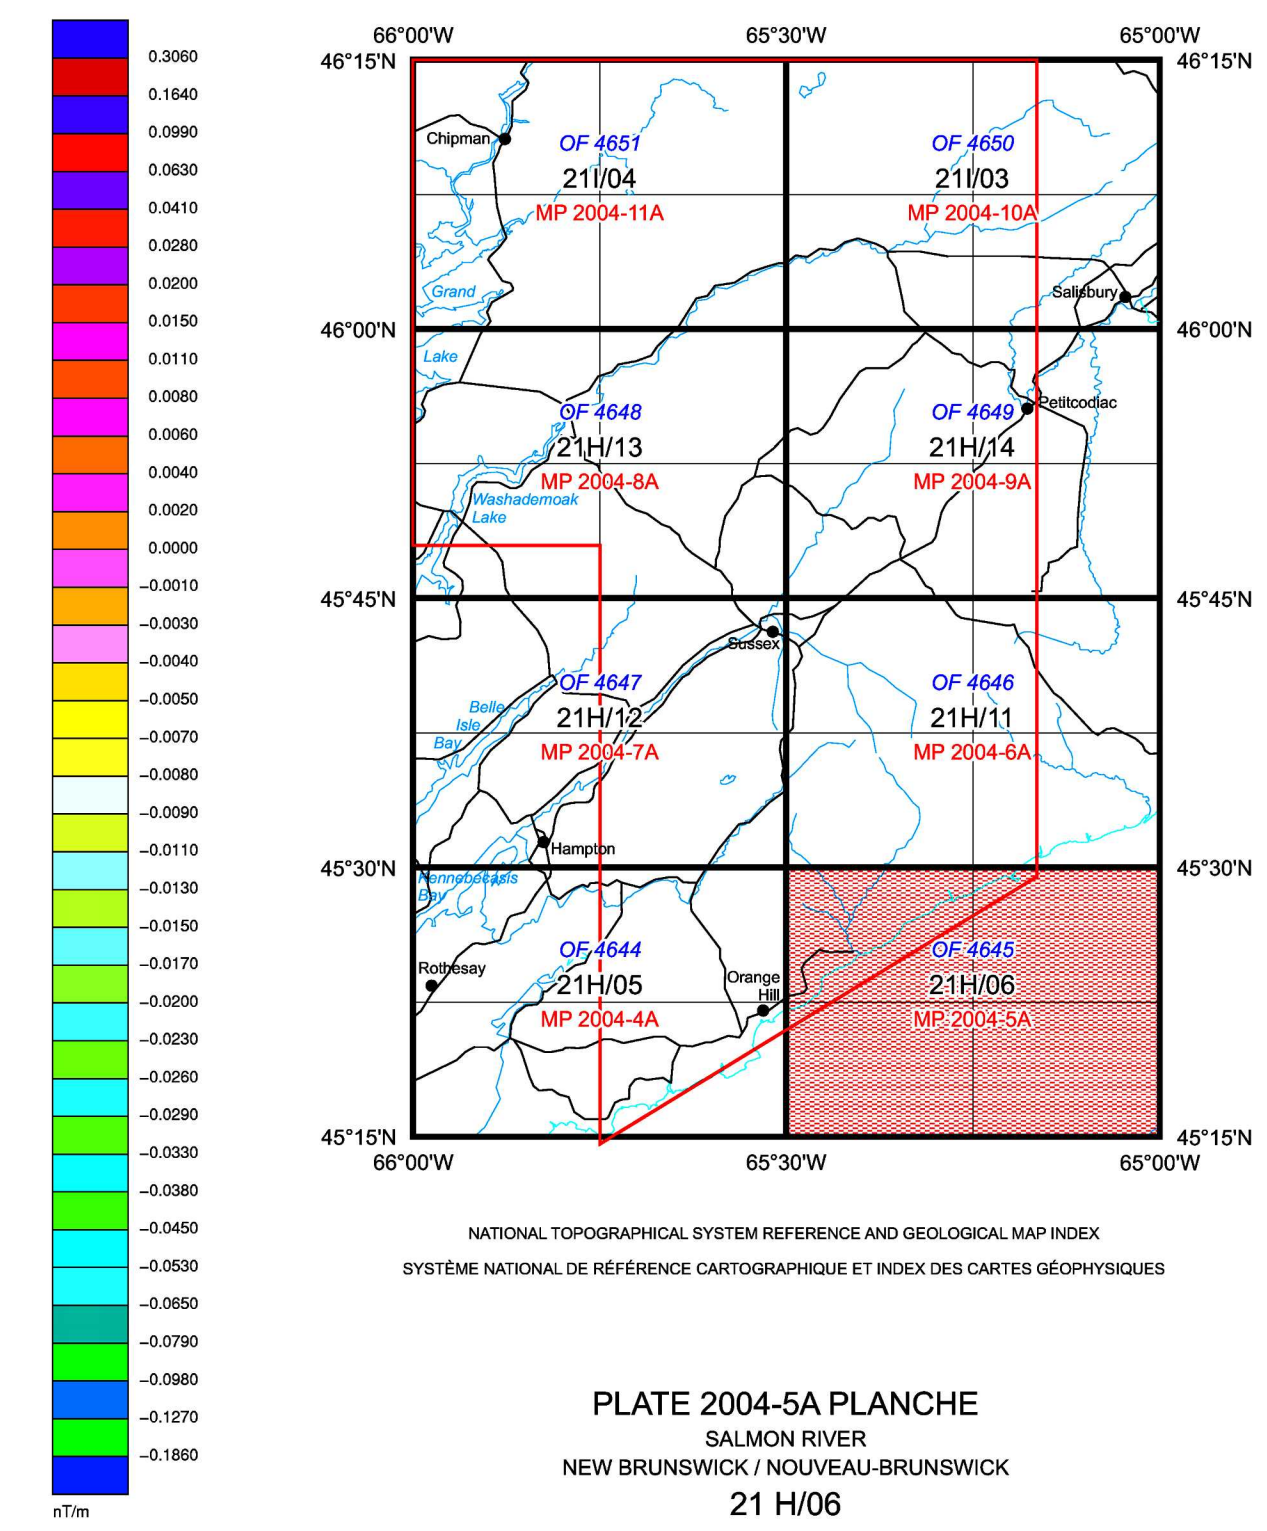 0.3060
0.1640
0.0990
0.0630
0.0410
0.0280
0.0200
0.0150
0.0110
0.0080
0.0060
0.0040
0.0020
0.0000
−0.0010
−0.0030
−0.0040
−0.0050
−0.0070
−0.0080
−0.0090
−0.0110
−0.0130
−0.0150
−0.0170
−0.0200
−0.0230
−0.0260
−0.0290
−0.0330
−0.0380
−0.0450
−0.0530
−0.0650
−0.0790
−0.0980
−0.1270
−0.1860
nT/m
66°00'W
65°30'W
65°00'W
46°15'N
46°15'N
Chipman
OF 4651
21I/04
MP 2004-11A
OF 4650
21I/03
MP 2004-10A
Grand
Salisbury
46°00'N
46°00'N
Lake
Petitcodiac
OF 4648
21H/13
MP 2004-8A
OF 4649
21H/14
MP 2004-9A
Washademoak
Lake
45°45'N
45°45'N
Sussex
OF 4647
21H/12
MP 2004-7A
OF 4646
21H/11
MP 2004-6A
Belle
Isle
Bay
Hampton
45°30'N
45°30'N
Kennebecasis
Bay
OF 4644
21H/05
MP 2004-4A
OF 4645
21H/06
MP 2004-5A
Rothesay
Orange
Hill
45°15'N
45°15'N
66°00'W
65°30'W
65°00'W
NATIONAL TOPOGRAPHICAL SYSTEM REFERENCE AND GEOLOGICAL MAP INDEX
SYSTÈME NATIONAL DE RÉFÉRENCE CARTOGRAPHIQUE ET INDEX DES CARTES GÉOPHYSIQUES
PLATE 2004-5A PLANCHE
SALMON RIVER
NEW BRUNSWICK / NOUVEAU-BRUNSWICK
21 H/06